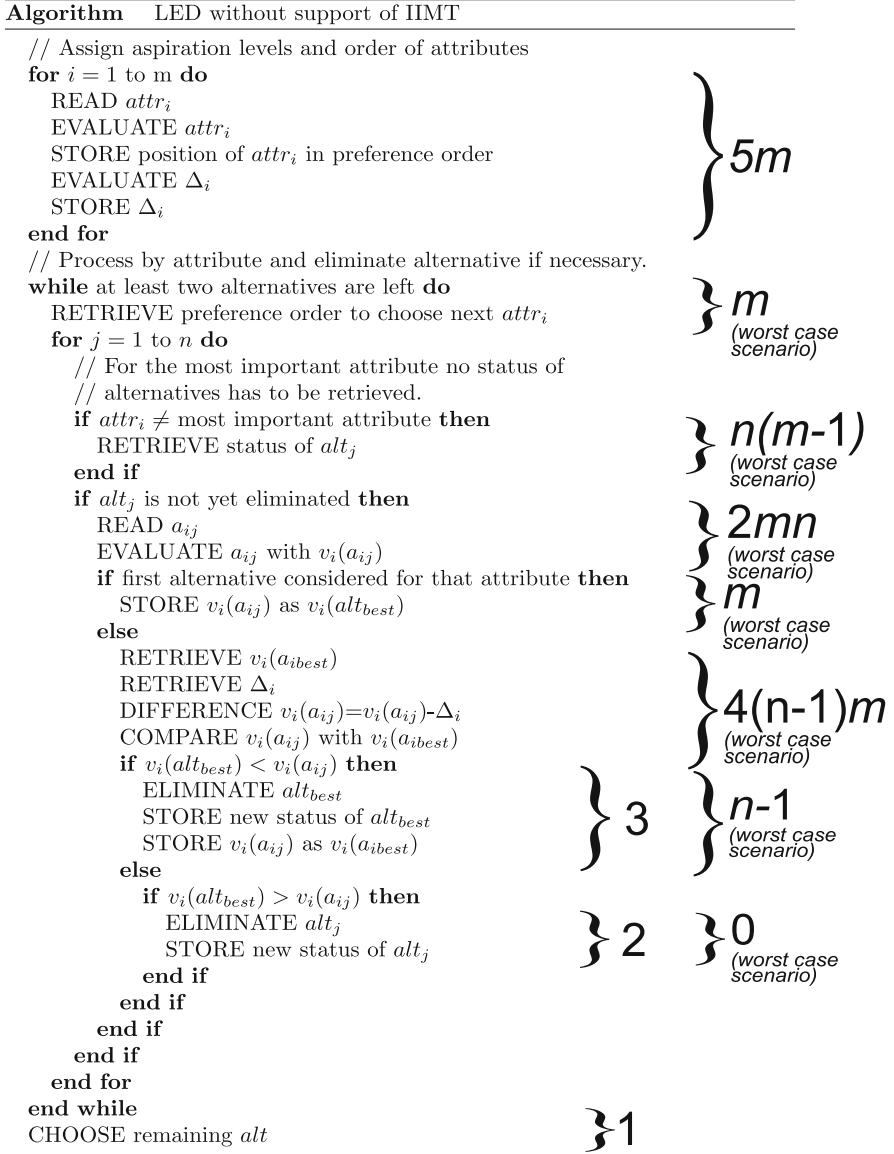 Algorithm LED without support of IIMT
// Assign aspiration levels and order of attributes
for i = 1 to m do
READ attr_i
EVALUATE attr_i
STORE position of attr_i in preference order
EVALUATE Δ_i
STORE Δ_i
end for
} 5m
// Process by attribute and eliminate alternative if necessary.
while at least two alternatives are left do
RETRIEVE preference order to choose next attr_i
} m
(worst case
scenario)
for j = 1 to n do
// For the most important attribute no status of
// alternatives has to be retrieved.
if attr_i ≠ most important attribute then
RETRIEVE status of alt_j
end if
} n(m-1)
(worst case
scenario)
if alt_j is not yet eliminated then
READ a_ij
EVALUATE a_ij with v_i(a_ij)
} 2mn
(worst case
scenario)
if first alternative considered for that attribute then
STORE v_i(a_ij) as v_i(alt_best)
} m
(worst case
scenario)
else
RETRIEVE v_i(a_ibest)
RETRIEVE Δ_i
DIFFERENCE v_i(a_ij)=v_i(a_ij)-Δ_i
COMPARE v_i(a_ij) with v_i(a_ibest)
} 4(n-1)m
(worst case
scenario)
if v_i(alt_best) < v_i(a_ij) then
ELIMINATE alt_best
STORE new status of alt_best
STORE v_i(a_ij) as v_i(a_ibest)
} 3 } n-1
(worst case
scenario)
else
if v_i(alt_best) > v_i(a_ij) then
ELIMINATE alt_j
STORE new status of alt_j
} 2 } 0
(worst case
scenario)
end if
end if
end if
end if
end for
end while
CHOOSE remaining alt } 1